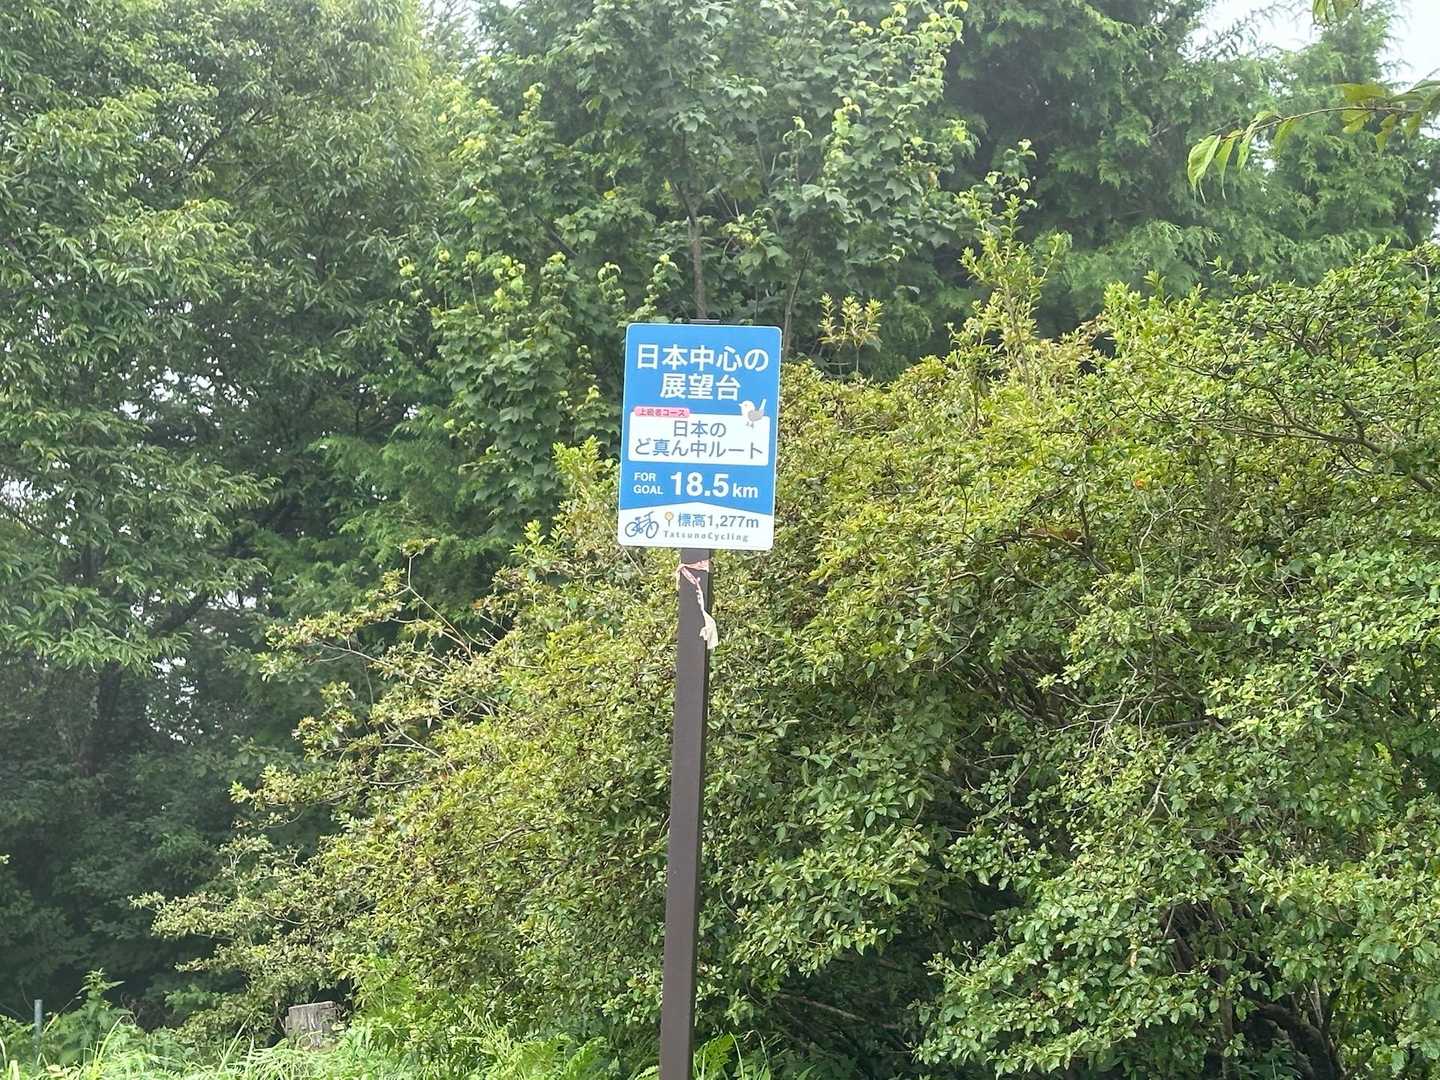 日本中心の
展望台
上級者コース
日本の
ど真ん中ルート
FOR
GOAL 18.5km
標高1,277m
TatsunoCycling